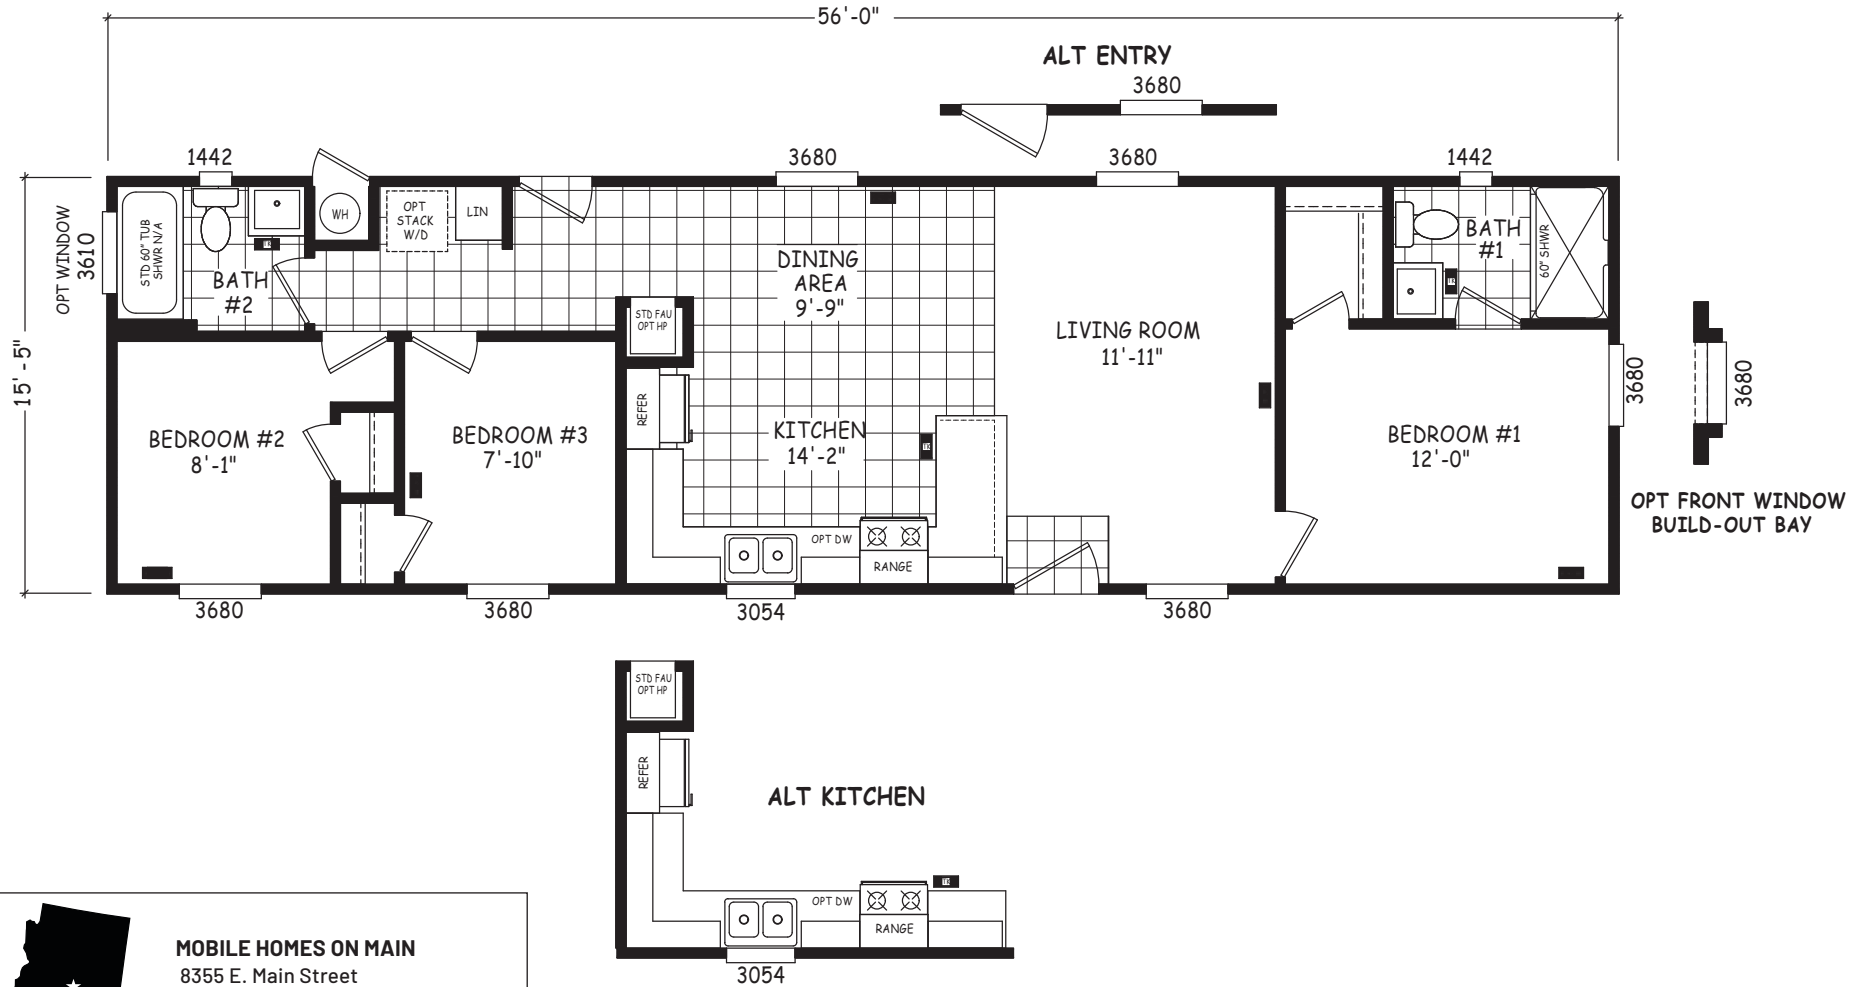 56'-0"
ALT ENTRY
3680
1442
3680
3680
1442
OPT WINDOW
3610
STD 60" TUB
SHWR N/A
WH
OPT
STACK
W/D
LIN
BATH
#2
DINING
AREA
9'-9"
STD FAU
OPT HP
LIVING ROOM
11'-11"
BATH
#1
60" SHWR
15'-5"
3680
3680
REFER
BEDROOM #2
8'-1"
BEDROOM #3
7'-10"
KITCHEN
14'-2"
BEDROOM #1
12'-0"
OPT FRONT WINDOW
BUILD-OUT BAY
OPT DW
RANGE
3680
3680
3054
3680
STD FAU
OPT HP
REFER
ALT KITCHEN
OPT DW
RANGE
3054
MOBILE HOMES ON MAIN
8355 E. Main Street